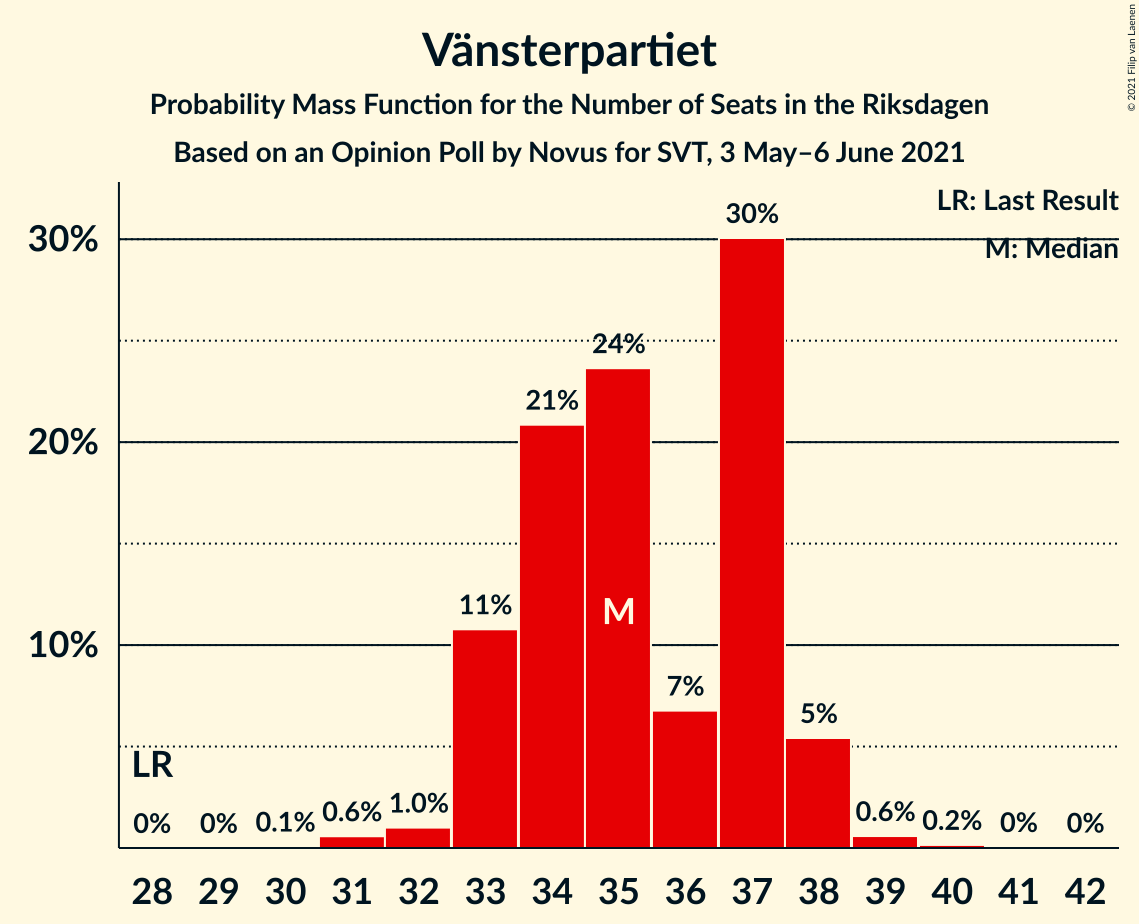 Vänsterpartiet
Probability Mass Function for the Number of Seats in the Riksdagen
Based on an Opinion Poll by Novus for SVT, 3 May–6 June 2021
© 2021 Filip van Laenen
LR: Last Result
M: Median
30%
20%
10%
30%
24%
21%
11%
M
7%
5%
LR
0% 0% 0.1% 0.6% 1.0% 0.6% 0.2% 0% 0%
28 29 30 31 32 33 34 35 36 37 38 39 40 41 42